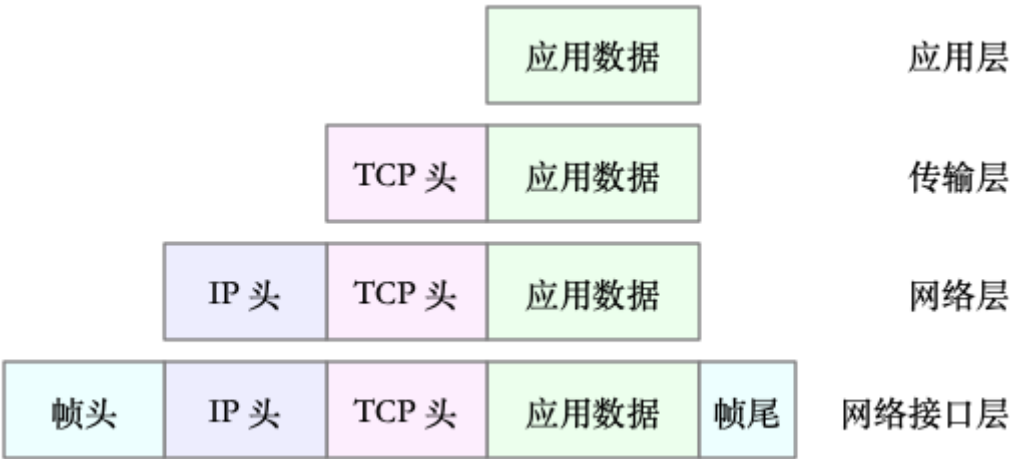 应用数据 应用层
TCP 头 应用数据 传输层
IP 头 TCP 头 应用数据 网络层
帧头 IP 头 TCP 头 应用数据 帧尾 网络接口层